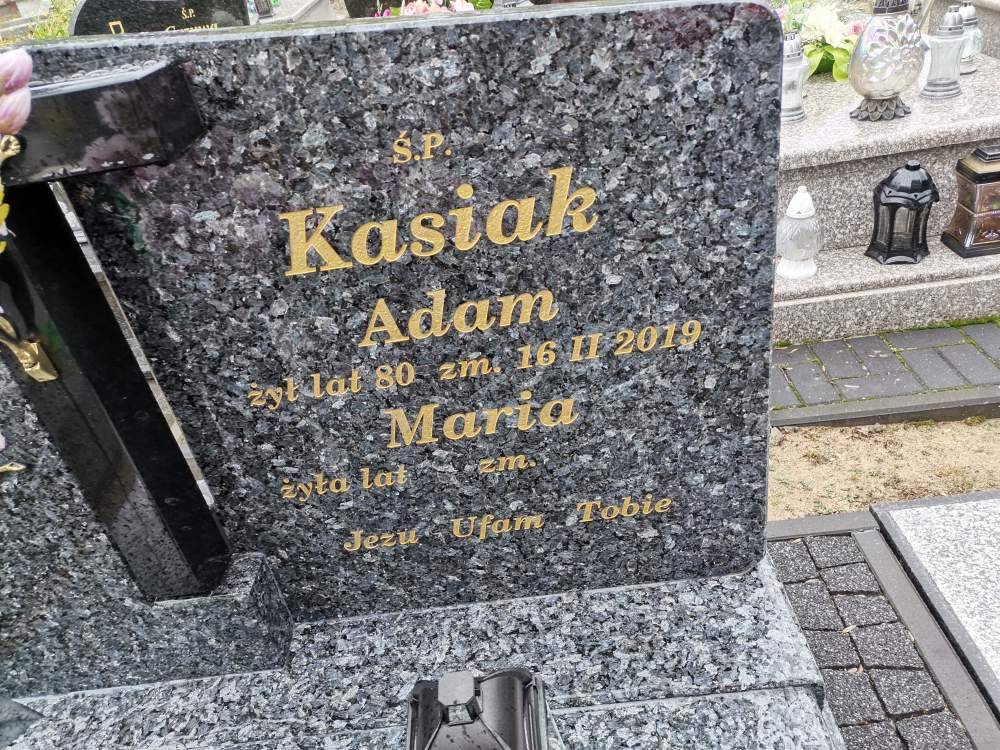 Ś.P.
Ś.P.
Kasiak
Adam
żył lat 80 zm. 16 II 2019
Maria
żyła lat zm.
Jezu Ufam Tobie